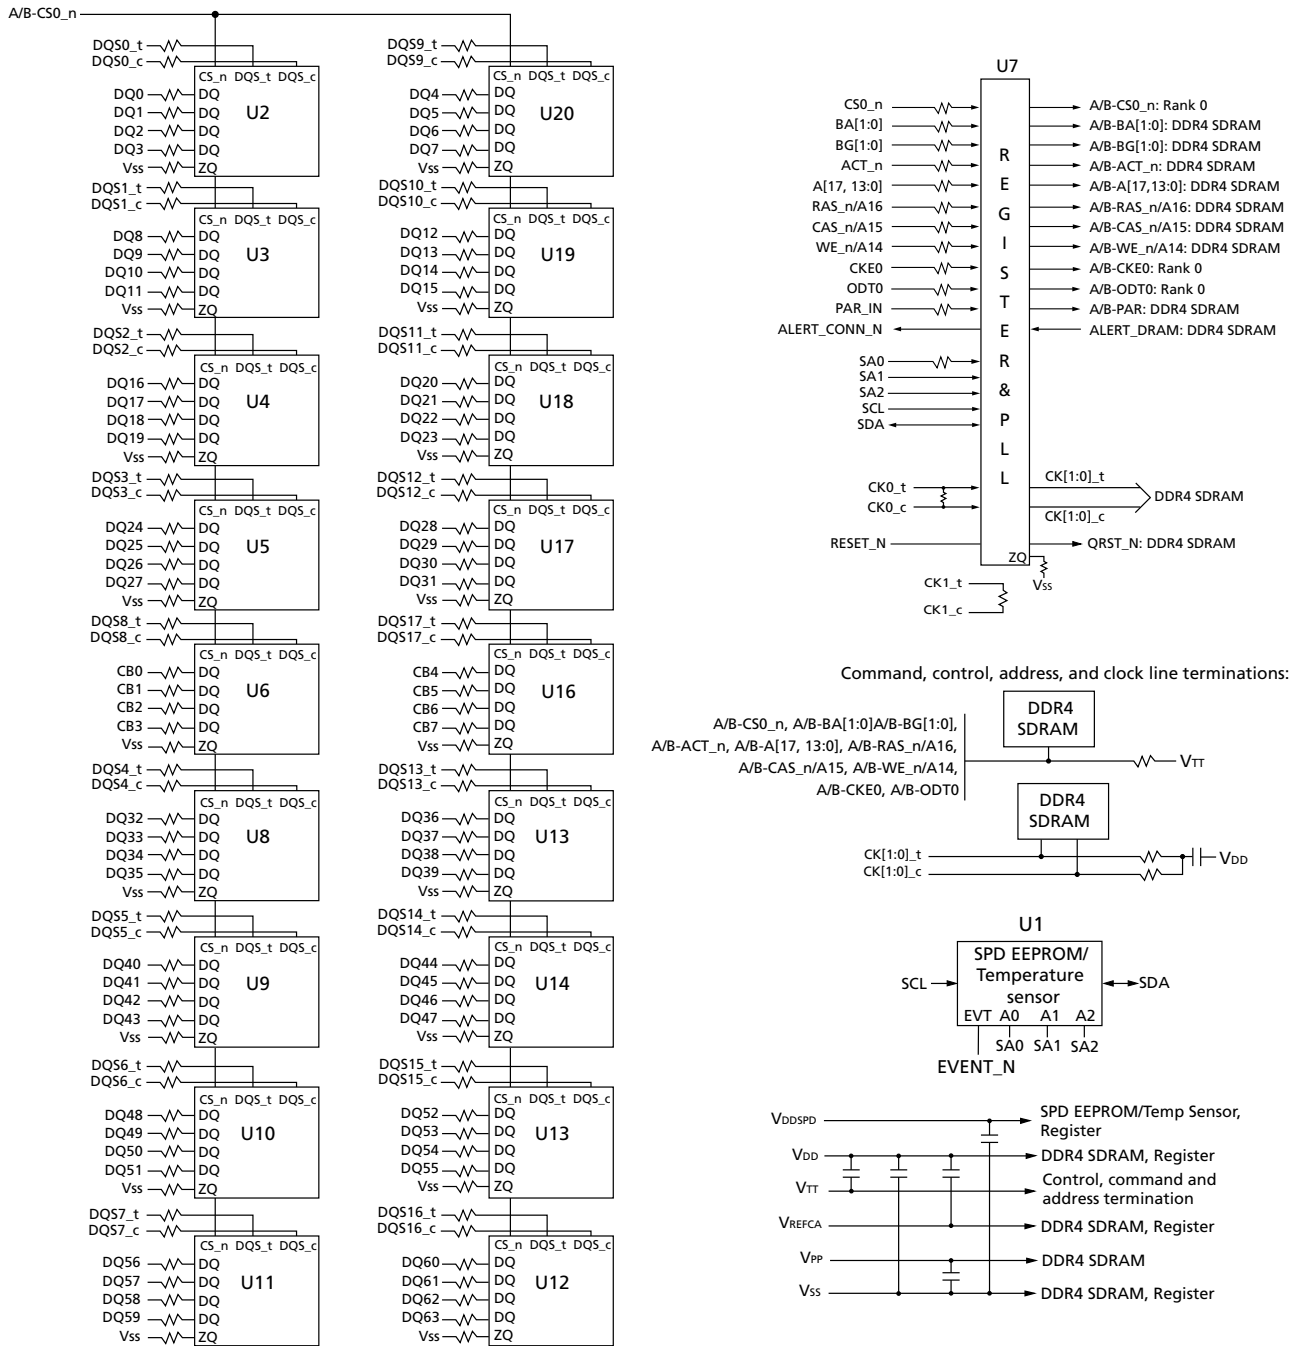 A/B-CS0_n
DQS0_t
DQS0_c
CS_n DQS_t DQS_c
DQ0 DQ
DQ1 DQ
DQ2 DQ
DQ3 DQ
Vss ZQ
U2
DQS1_t
DQS1_c
CS_n DQS_t DQS_c
DQ8 DQ
DQ9 DQ
DQ10 DQ
DQ11 DQ
Vss ZQ
U3
DQS2_t
DQS2_c
CS_n DQS_t DQS_c
DQ16 DQ
DQ17 DQ
DQ18 DQ
DQ19 DQ
Vss ZQ
U4
DQS3_t
DQS3_c
CS_n DQS_t DQS_c
DQ24 DQ
DQ25 DQ
DQ26 DQ
DQ27 DQ
Vss ZQ
U5
DQS8_t
DQS8_c
CS_n DQS_t DQS_c
CB0 DQ
CB1 DQ
CB2 DQ
CB3 DQ
Vss ZQ
U6
DQS4_t
DQS4_c
CS_n DQS_t DQS_c
DQ32 DQ
DQ33 DQ
DQ34 DQ
DQ35 DQ
Vss ZQ
U8
DQS5_t
DQS5_c
CS_n DQS_t DQS_c
DQ40 DQ
DQ41 DQ
DQ42 DQ
DQ43 DQ
Vss ZQ
U9
DQS6_t
DQS6_c
CS_n DQS_t DQS_c
DQ48 DQ
DQ49 DQ
DQ50 DQ
DQ51 DQ
Vss ZQ
U10
DQS7_t
DQS7_c
CS_n DQS_t DQS_c
DQ56 DQ
DQ57 DQ
DQ58 DQ
DQ59 DQ
Vss ZQ
U11
DQS9_t
DQS9_c
CS_n DQS_t DQS_c
DQ4 DQ
DQ5 DQ
DQ6 DQ
DQ7 DQ
Vss ZQ
U20
DQS10_t
DQS10_c
CS_n DQS_t DQS_c
DQ12 DQ
DQ13 DQ
DQ14 DQ
DQ15 DQ
Vss ZQ
U19
DQS11_t
DQS11_c
CS_n DQS_t DQS_c
DQ20 DQ
DQ21 DQ
DQ22 DQ
DQ23 DQ
Vss ZQ
U18
DQS12_t
DQS12_c
CS_n DQS_t DQS_c
DQ28 DQ
DQ29 DQ
DQ30 DQ
DQ31 DQ
Vss ZQ
U17
DQS17_t
DQS17_c
CS_n DQS_t DQS_c
CB4 DQ
CB5 DQ
CB6 DQ
CB7 DQ
Vss ZQ
U16
DQS13_t
DQS13_c
CS_n DQS_t DQS_c
DQ36 DQ
DQ37 DQ
DQ38 DQ
DQ39 DQ
Vss ZQ
U13
DQS14_t
DQS14_c
CS_n DQS_t DQS_c
DQ44 DQ
DQ45 DQ
DQ46 DQ
DQ47 DQ
Vss ZQ
U14
DQS15_t
DQS15_c
CS_n DQS_t DQS_c
DQ52 DQ
DQ53 DQ
DQ54 DQ
DQ55 DQ
Vss ZQ
U13
DQS16_t
DQS16_c
CS_n DQS_t DQS_c
DQ60 DQ
DQ61 DQ
DQ62 DQ
DQ63 DQ
Vss ZQ
U12
U7
REGISTER & PLL
CS0_n A/B-CS0_n: Rank 0
BA[1:0] A/B-BA[1:0]: DDR4 SDRAM
BG[1:0] A/B-BG[1:0]: DDR4 SDRAM
ACT_n A/B-ACT_n: DDR4 SDRAM
A[17, 13:0] A/B-A[17,13:0]: DDR4 SDRAM
RAS_n/A16 A/B-RAS_n/A16: DDR4 SDRAM
CAS_n/A15 A/B-CAS_n/A15: DDR4 SDRAM
WE_n/A14 A/B-WE_n/A14: DDR4 SDRAM
CKE0 A/B-CKE0: Rank 0
ODT0 A/B-ODT0: Rank 0
PAR_IN A/B-PAR: DDR4 SDRAM
ALERT_CONN_N ALERT_DRAM: DDR4 SDRAM
SA0
SA1
SA2
SCL
SDA
CK0_t CK[1:0]_t
CK0_c CK[1:0]_c
DDR4 SDRAM
RESET_N QRST_N: DDR4 SDRAM
ZQ
Vss
CK1_t
CK1_c
Command, control, address, and clock line terminations:
DDR4
SDRAM
A/B-CS0_n, A/B-BA[1:0]A/B-BG[1:0],
A/B-ACT_n, A/B-A[17, 13:0], A/B-RAS_n/A16,
A/B-CAS_n/A15, A/B-WE_n/A14,
A/B-CKE0, A/B-ODT0
VTT
DDR4
SDRAM
CK[1:0]_t
CK[1:0]_c
VDD
U1
SPD EEPROM/
Temperature
sensor
SCL SDA
EVT A0 A1 A2
SA0 SA1 SA2
EVENT_N
VDDSPD SPD EEPROM/Temp Sensor,
Register
VDD DDR4 SDRAM, Register
VTT Control, command and
address termination
VREFCA DDR4 SDRAM, Register
VPP DDR4 SDRAM
Vss DDR4 SDRAM, Register